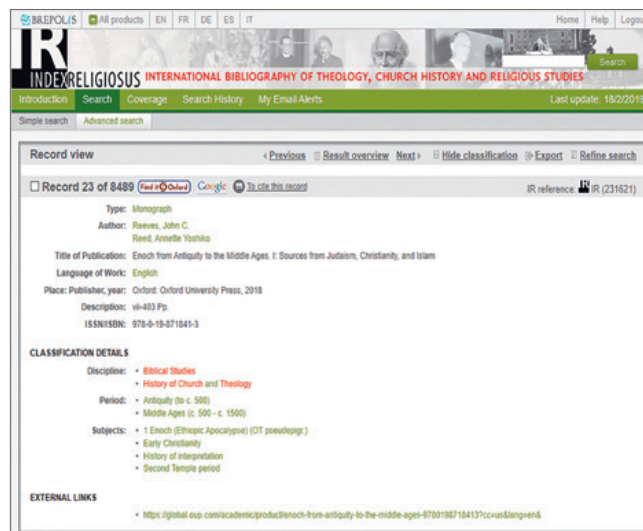 BREPOLiS All products EN FR DE ES IT Home Help Logou
IR
INDEXRELIGIOSUS INTERNATIONAL BIBLIOGRAPHY OF THEOLOGY, CHURCH HISTORY AND RELIGIOUS STUDIES
Search
Introduction Search Coverage Search History My Email Alerts Last update: 18/2/2019
Simple search Advanced search
Record view Previous Result overview Next Hide classification Export Refine search
Record 23 of 8489 Find it @ Oxford Google To cite this record IR reference: IR (231621)
Type: Monograph
Author: Reeves, John C.
Reed, Annette Yoshiko
Title of Publication: Enoch from Antiquity to the Middle Ages. I: Sources from Judaism, Christianity, and Islam
Language of Work: English
Place: Publisher, year: Oxford: Oxford University Press, 2018
Description: vii-403 Pp.
ISSN/ISBN: 978-0-19-871841-3
CLASSIFICATION DETAILS
Discipline: • Biblical Studies
• History of Church and Theology
Period: • Antiquity (to c. 500)
• Middle Ages (c. 500 - c. 1500)
Subjects: • 1 Enoch (Ethiopic Apocalypse) (OT pseudepigr.)
• Early Christianity
• History of interpretation
• Second Temple period
EXTERNAL LINKS
• https://global.oup.com/academic/product/enoch-from-antiquity-to-the-middle-ages-9780198718413?cc=us&lang=en&